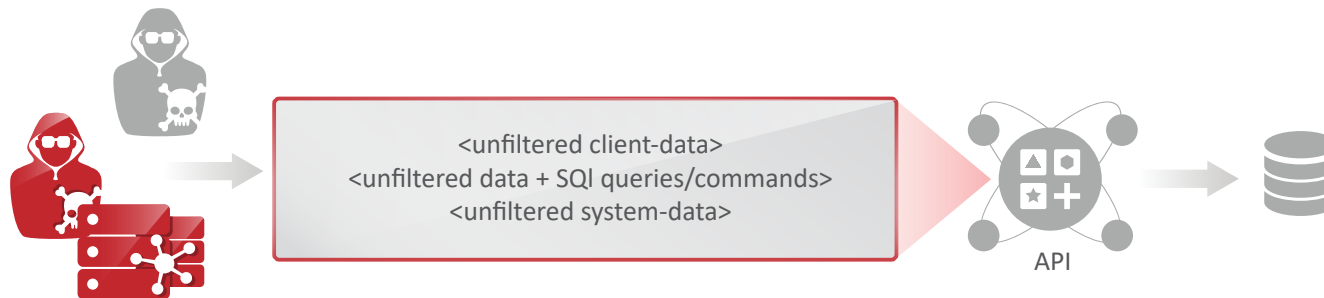 <unfiltered client-data>
<unfiltered data + SQl queries/commands>
<unfiltered system-data>
API